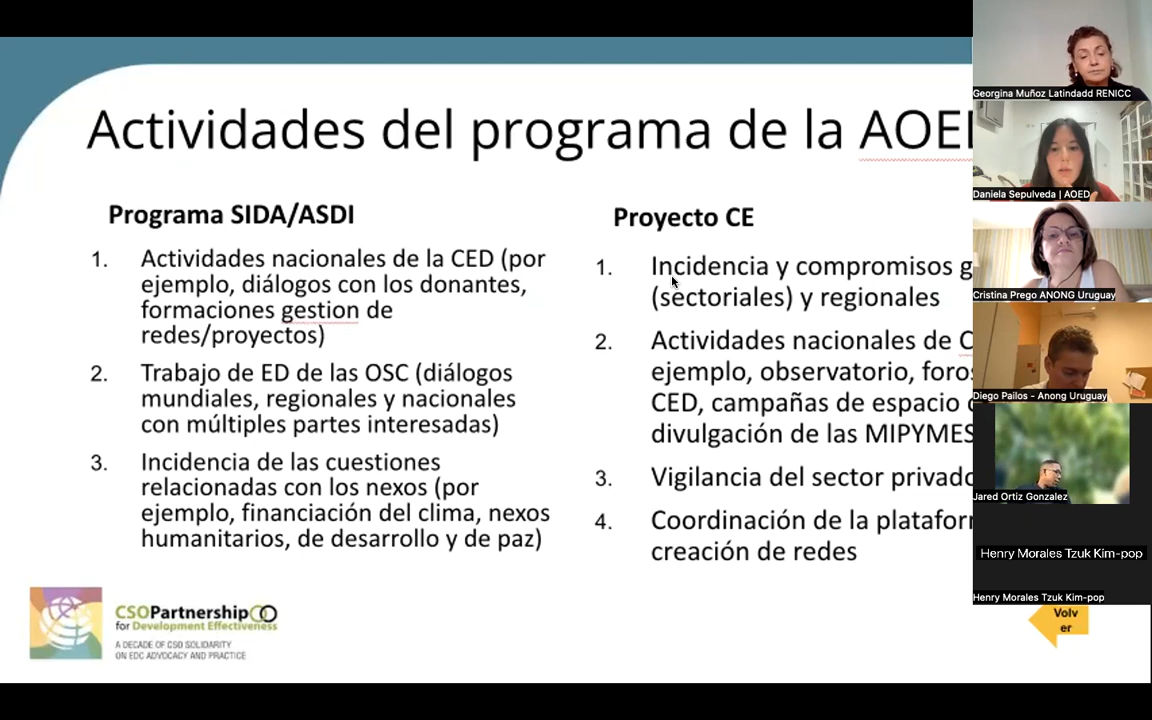 Actividades del programa de la AOE
Programa SIDA/ASDI
1. Actividades nacionales de la CED (por
ejemplo, diálogos con los donantes,
formaciones gestion de
redes/proyectos)
2. Trabajo de ED de las OSC (diálogos
mundiales, regionales y nacionales
con múltiples partes interesadas)
3. Incidencia de las cuestiones
relacionadas con los nexos (por
ejemplo, financiación del clima, nexos
humanitarios, de desarrollo y de paz)
Proyecto CE
1. Incidencia y compromisos g
(sectoriales) y regionales
2. Actividades nacionales de C
ejemplo, observatorio, foros
CED, campañas de espacio
divulgación de las MIPYMES
3. Vigilancia del sector privado
4. Coordinación de la platafor
creación de redes
CSOPartnership
for Development Effectiveness
A DECADE OF CSO SOLIDARITY
ON EDC ADVOCACY AND PRACTICE
Volv
er
Georgina Muñoz Latindadd RENICC
Daniela Sepulveda | AOED
Cristina Prego ANONG Uruguay
Diego Pailos - Anong Uruguay
Jared Ortiz Gonzalez
Henry Morales Tzuk Kim-pop
Henry Morales Tzuk Kim-pop